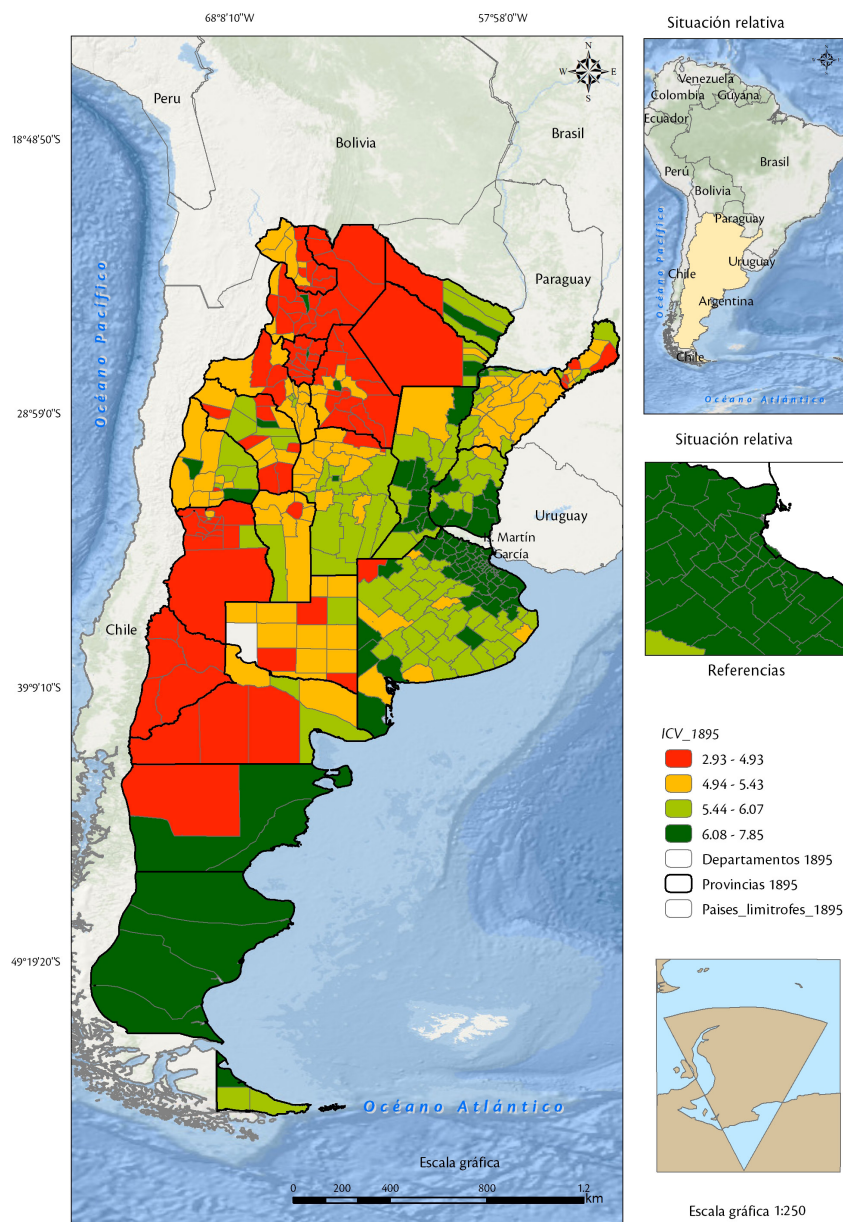 68°8'10"W
57°58'0"W
Situación relativa
N
W
E
S
Peru
Bolivia
Brasil
18°48'50"S
Océano Pacífico
Paraguay
28°59'0"S
Uruguay
Is. Martín
García
Chile
39°9'10"S
49°19'20"S
Océano Atlántico
Escala gráfica
0
200
400
800
1.2
km
Venezuela
Colombia
Guyana
Ecuador
Brasil
Perú
Bolivia
Paraguay
Océano Pacífico
Uruguay
Chile
Argentina
Chile
Océano Atlántico
Situación relativa
Referencias
ICV_1895
2.93 - 4.93
4.94 - 5.43
5.44 - 6.07
6.08 - 7.85
Departamentos 1895
Provincias 1895
Paises_limitrofes_1895
Escala gráfica 1:250